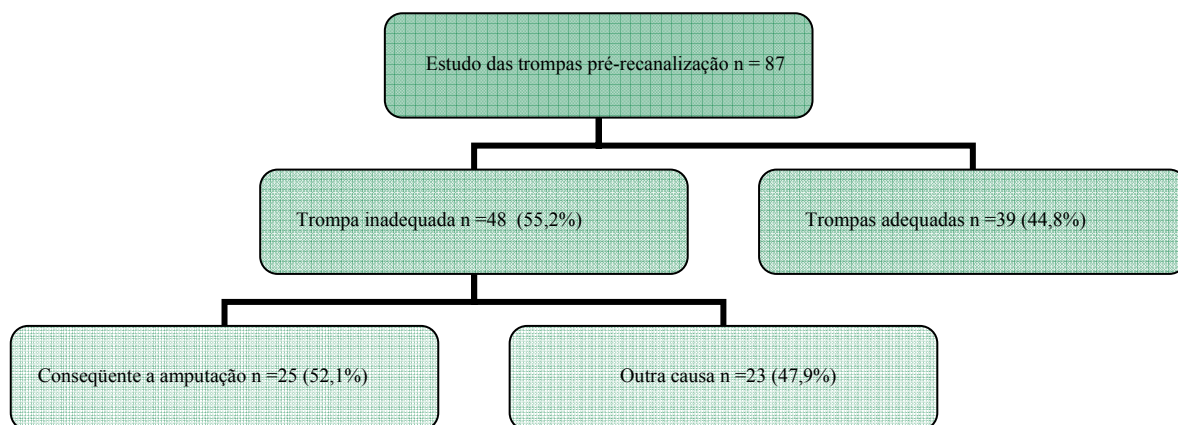 Estudo das trompas pré-recanalização n = 87
Trompa inadequada n =48  (55,2%)
Trompas adequadas n =39 (44,8%)
Conseqüente a amputação n =25 (52,1%)
Outra causa n =23 (47,9%)